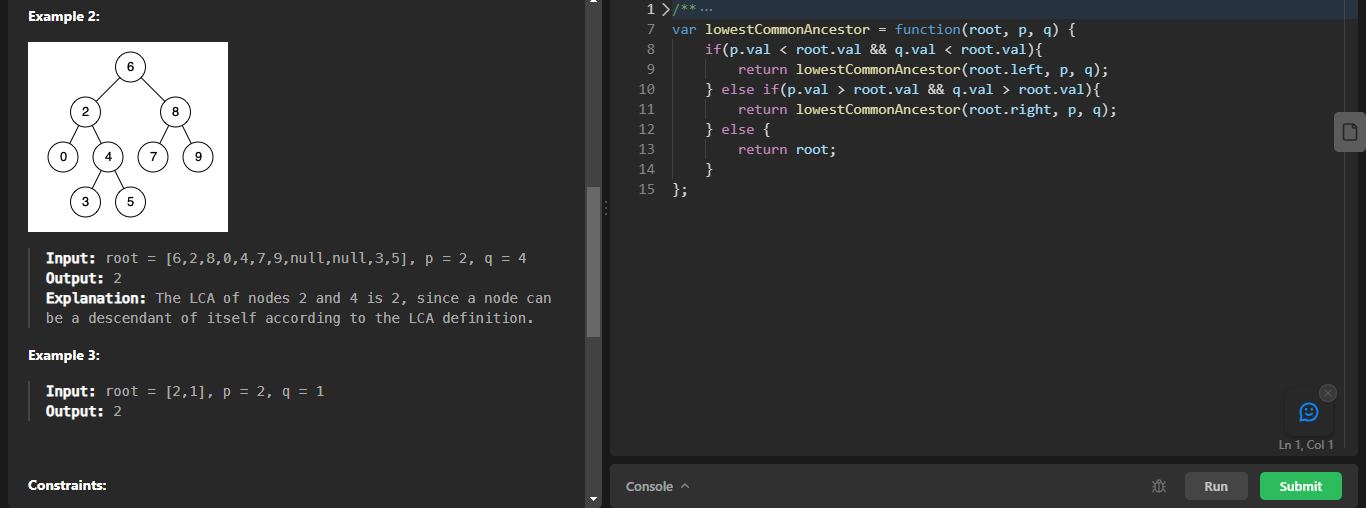 Example 2:
6
2
8
0
4
7
9
3
5
Input: root = [6,2,8,0,4,7,9,null,null,3,5], p = 2, q = 4
Output: 2
Explanation: The LCA of nodes 2 and 4 is 2, since a node can
be a descendant of itself according to the LCA definition.
Example 3:
Input: root = [2,1], p = 2, q = 1
Output: 2
Constraints:
1 /** ...
7 var lowestCommonAncestor = function(root, p, q) {
8     if(p.val < root.val && q.val < root.val){
9         return lowestCommonAncestor(root.left, p, q);
10     } else if(p.val > root.val && q.val > root.val){
11         return lowestCommonAncestor(root.right, p, q);
12     } else {
13         return root;
14     }
15 };
Ln 1, Col 1
Console
Run
Submit